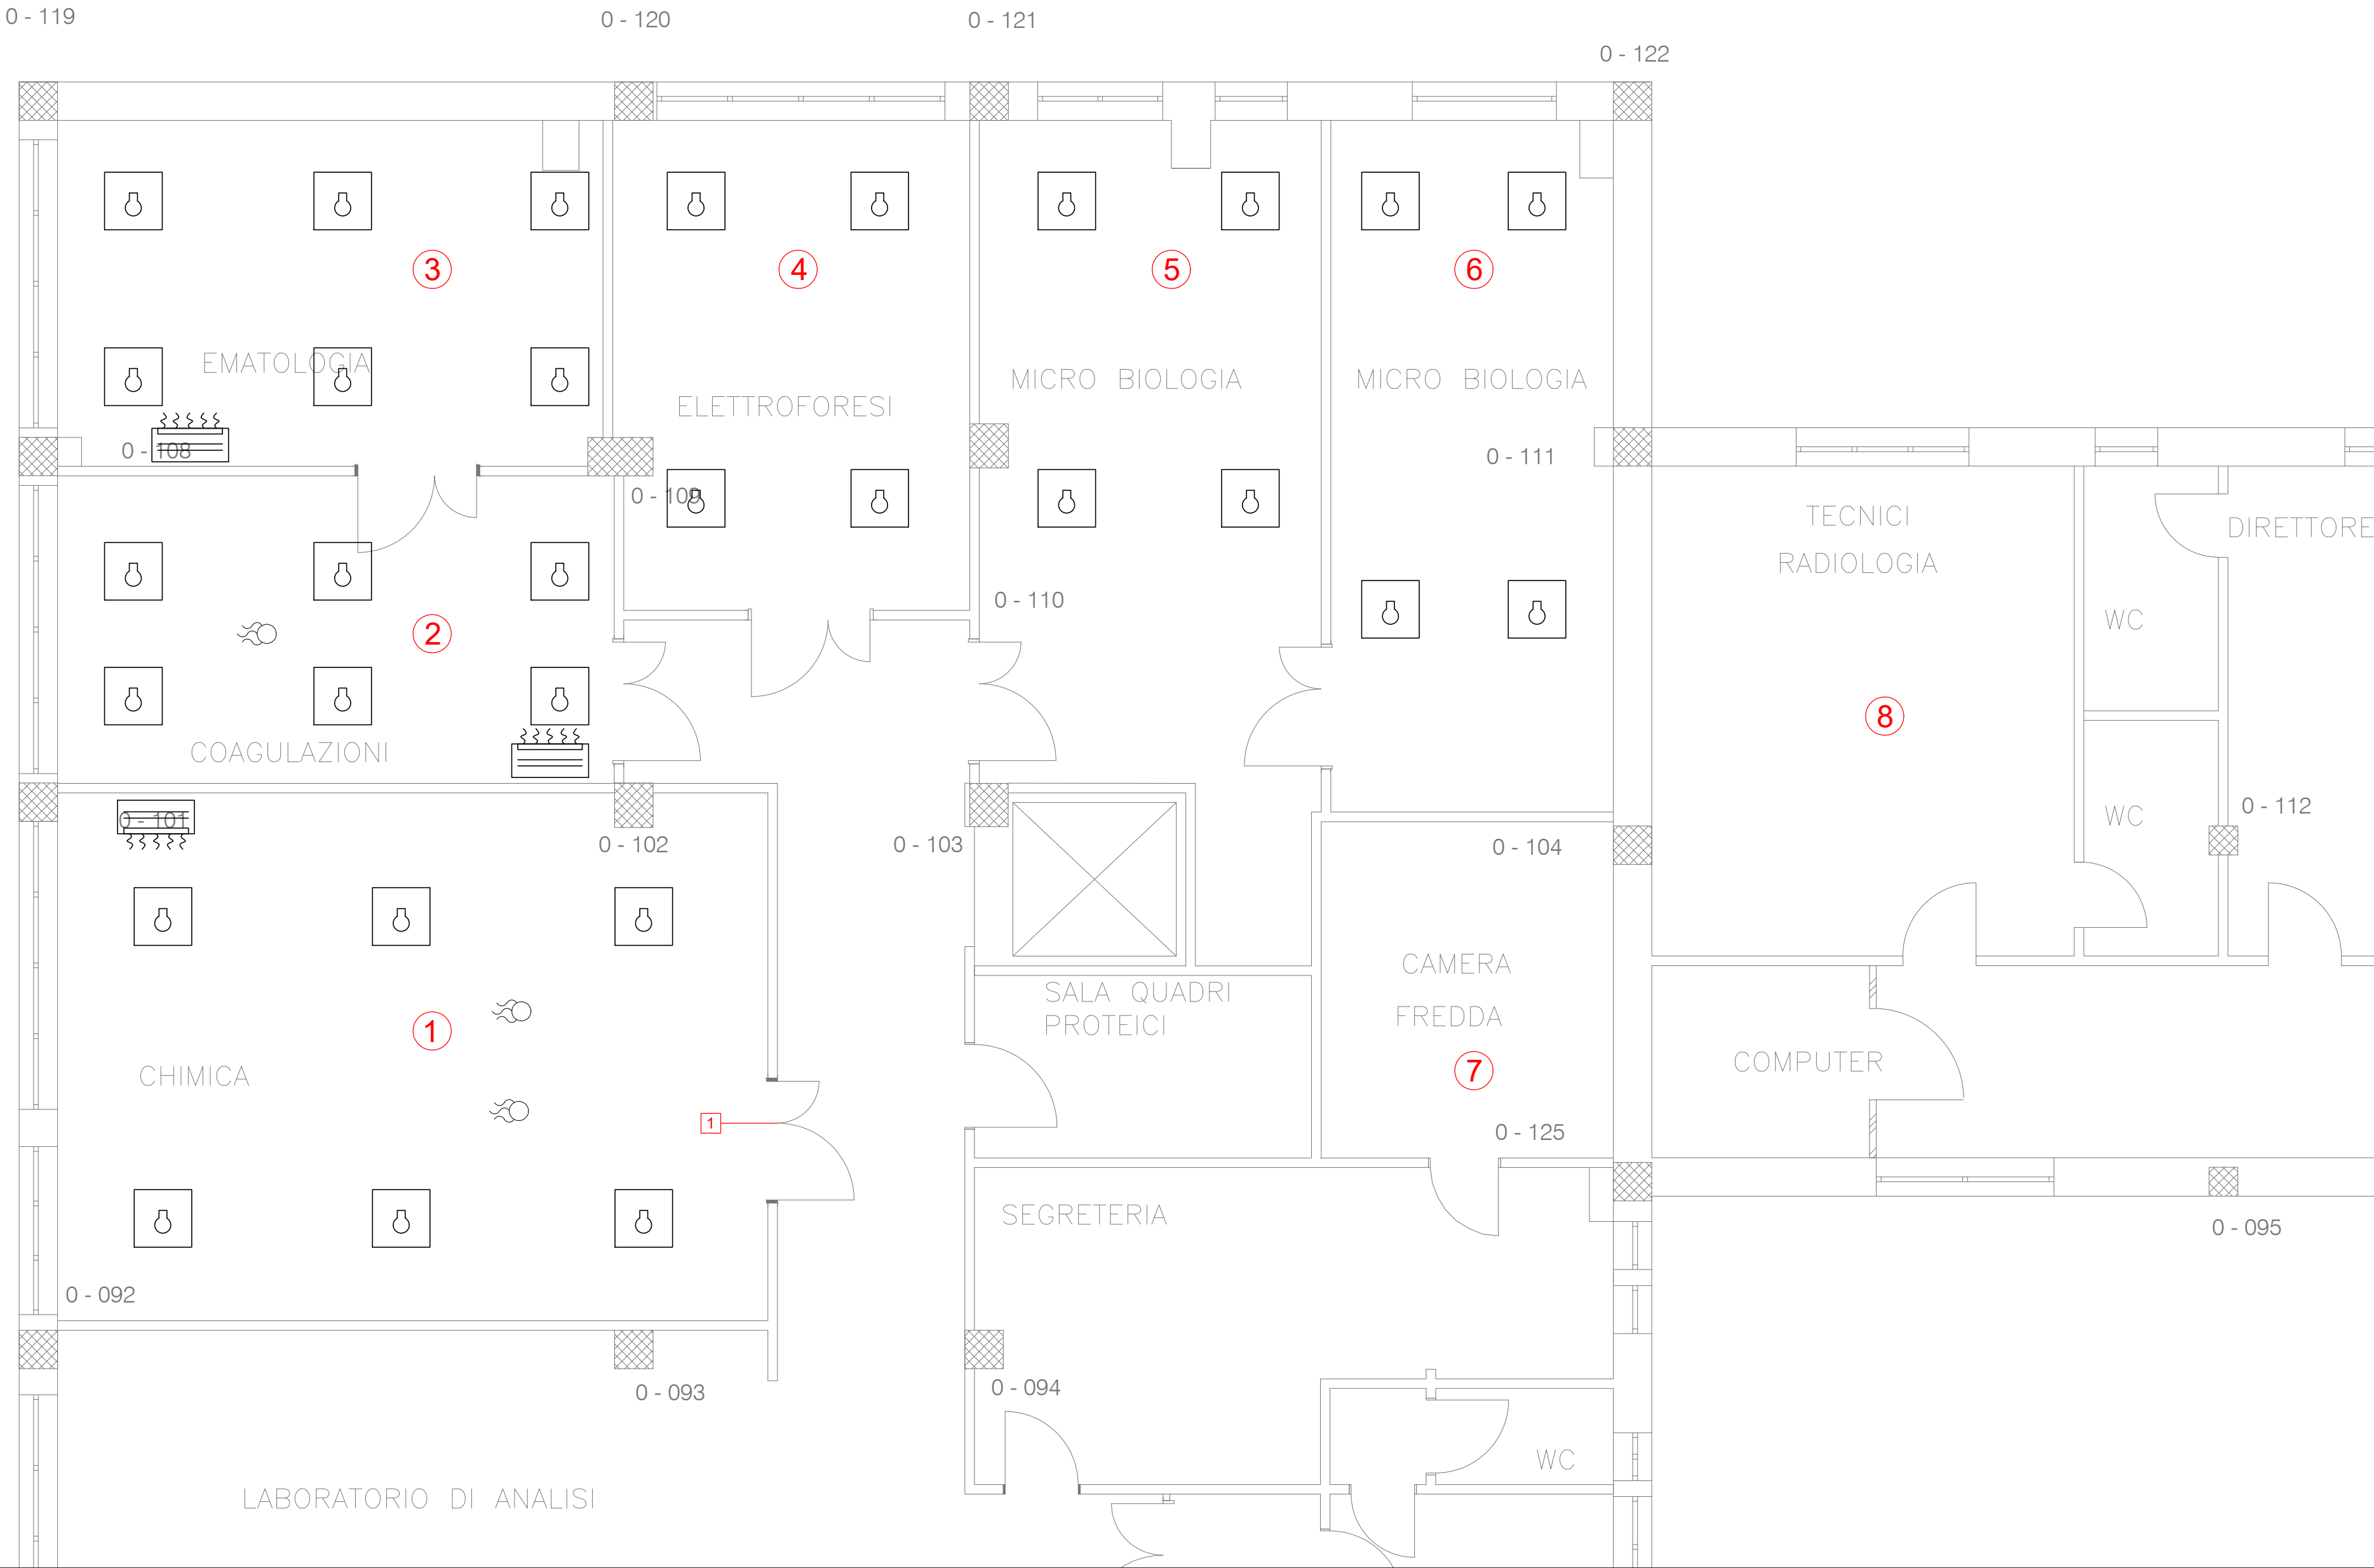 0 - 119
0 - 120
0 - 121
0 - 122
3
4
5
6
EMATOLOGIA
ELETTROFORESI
MICRO BIOLOGIA
MICRO BIOLOGIA
0 - 108
0 - 109
0 - 111
TECNICI
RADIOLOGIA
DIRETTORE
0 - 110
2
WC
8
COAGULAZIONI
0 - 101
0 - 102
0 - 103
0 - 104
WC
0 - 112
CAMERA
FREDDA
SALA QUADRI
PROTEICI
1
CHIMICA
7
COMPUTER
1
0 - 125
SEGRETERIA
0 - 095
0 - 092
0 - 093
0 - 094
WC
LABORATORIO DI ANALISI